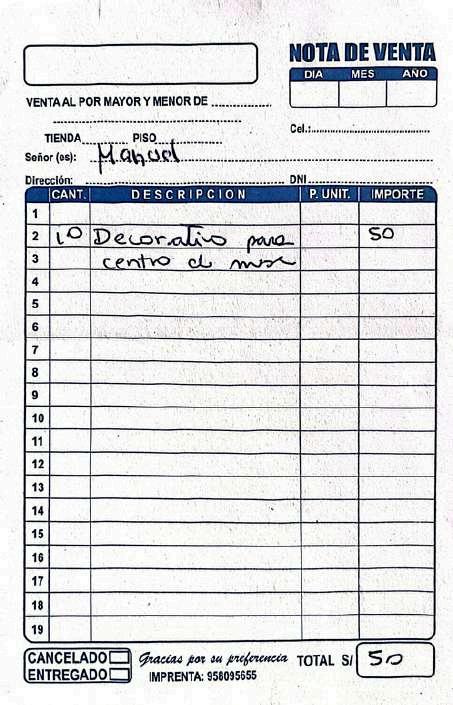 NOTA DE VENTA
DIA MES AÑO
VENTA AL POR MAYOR Y MENOR DE
TIENDA PISO
Cel.:
Señor (es): Manuel
Dirección: DNI
CANT. DESCRIPCION P. UNIT. IMPORTE
1
2 10 Decorativo para 50
3 centro d mesa
4
5
6
7
8
9
10
11
12
13
14
15
16
17
18
19
CANCELADO Gracias por su preferencia TOTAL S/ 50
ENTREGADO IMPRENTA: 958095655